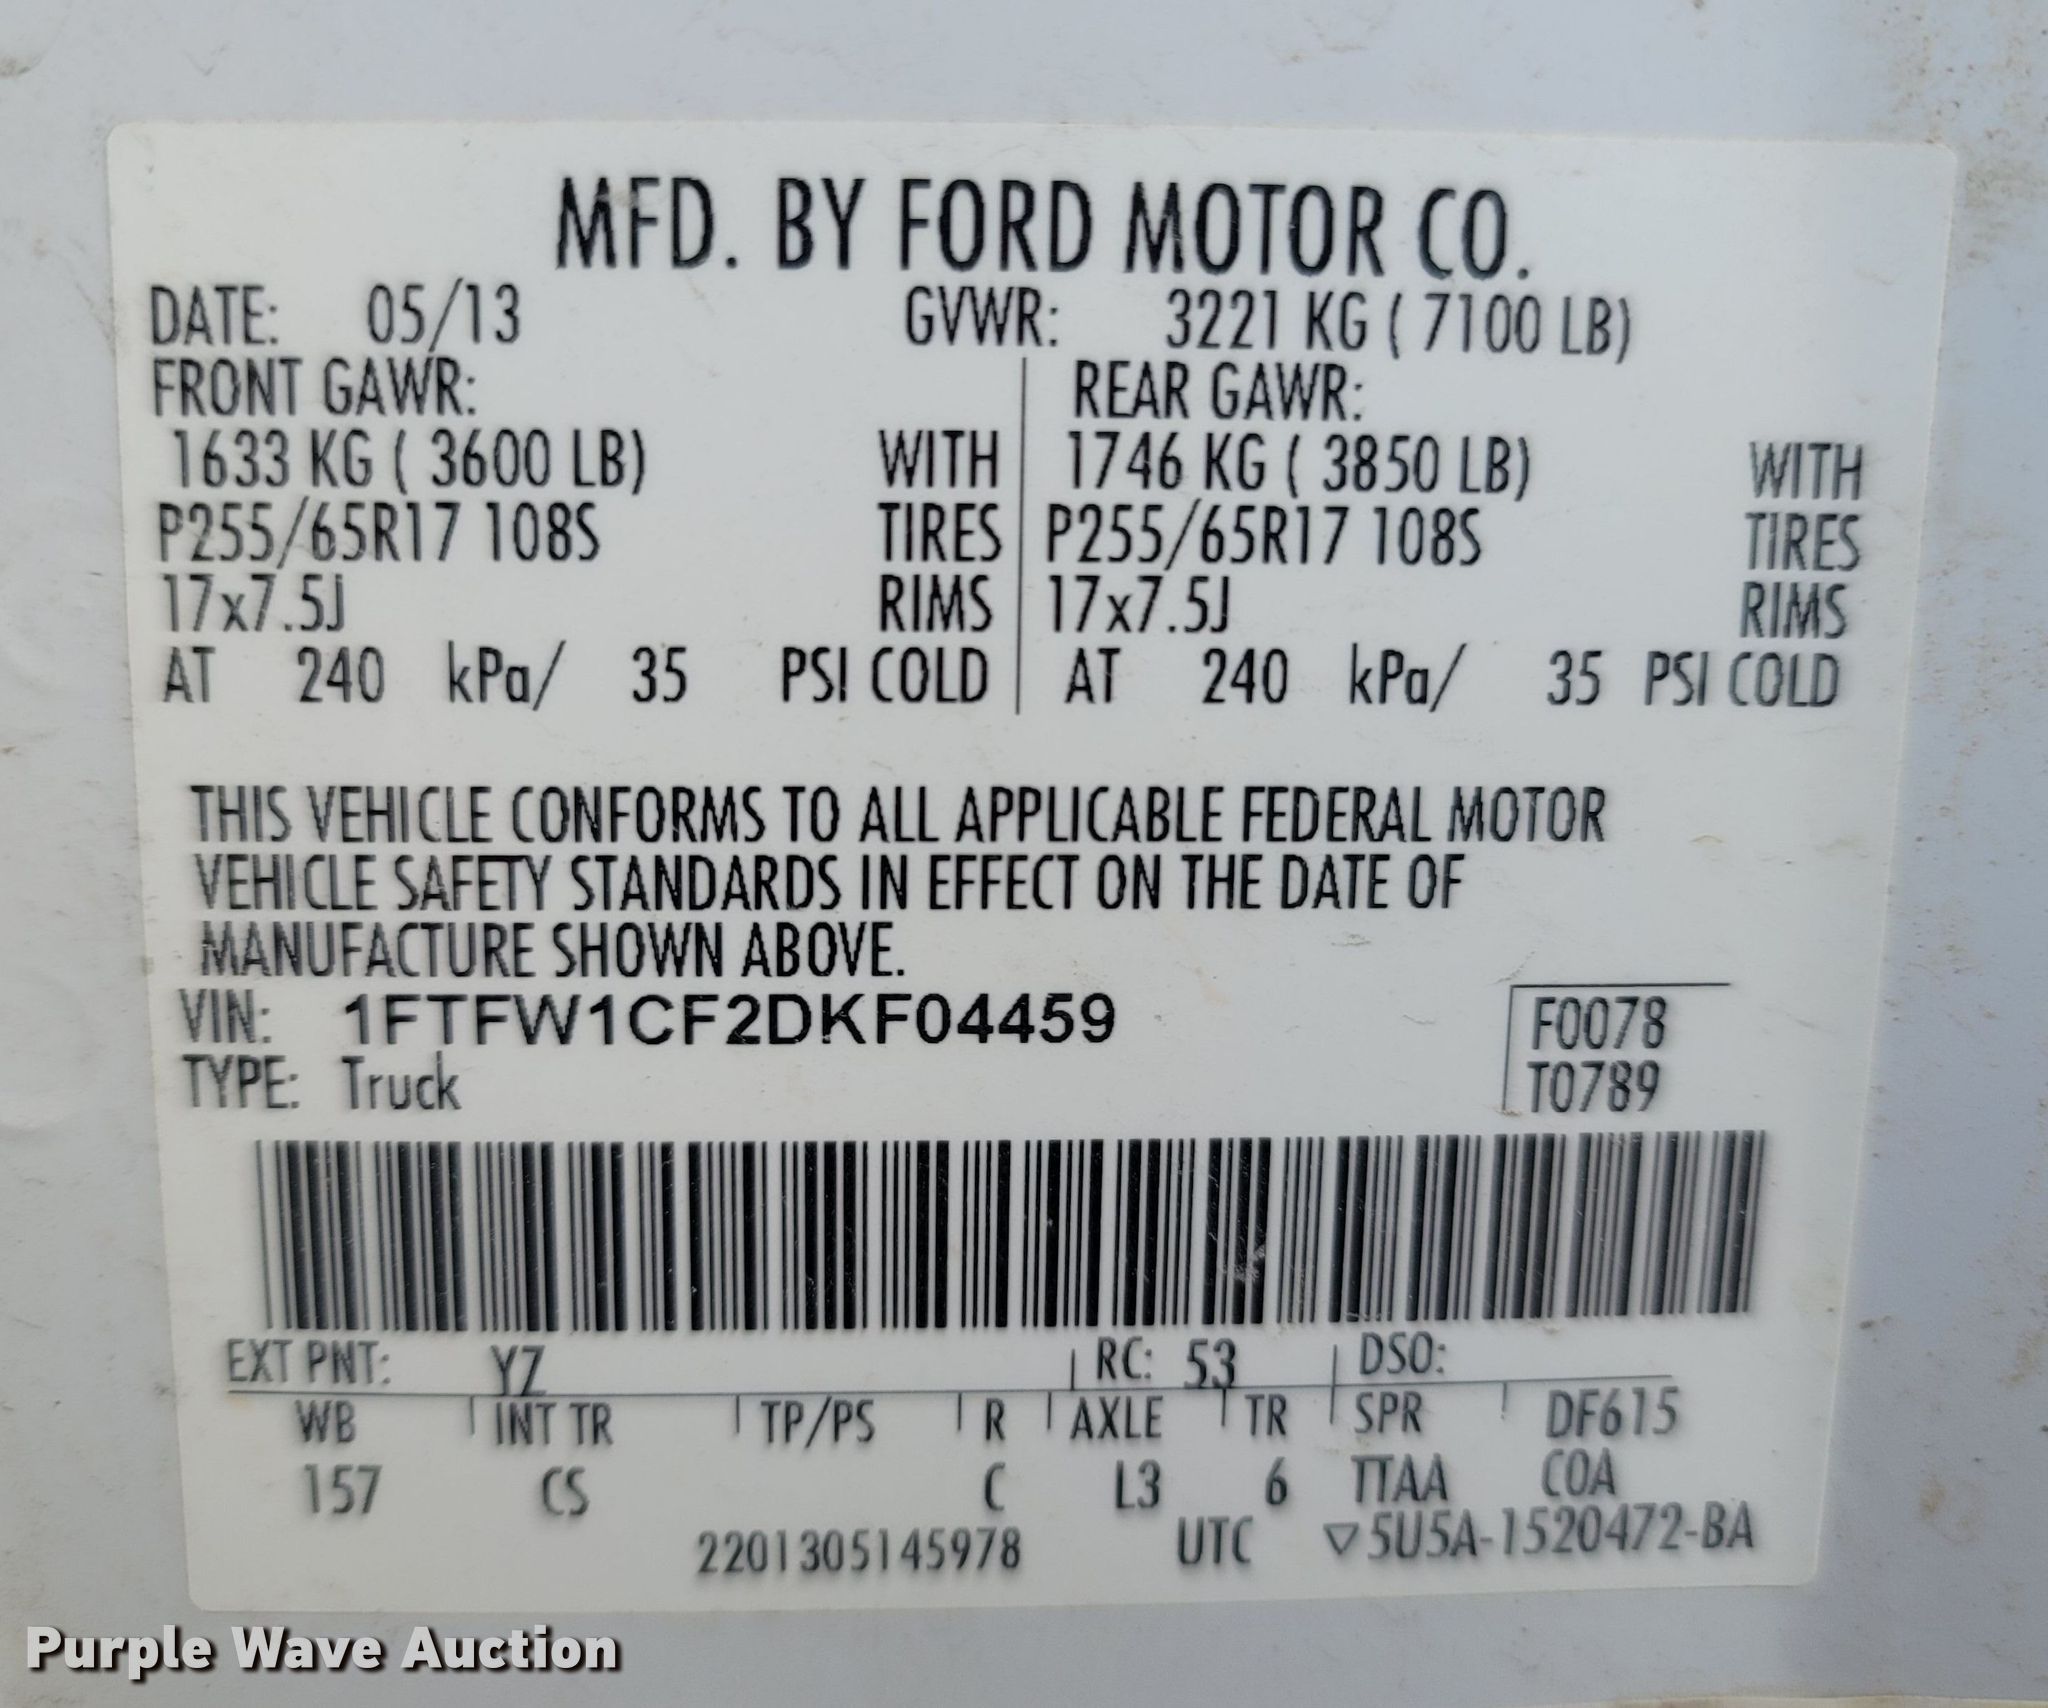 MFD. BY FORD MOTOR CO.
DATE: 05/13 GVWR: 3221 KG ( 7100 LB)
FRONT GAWR: REAR GAWR:
1633 KG ( 3600 LB) WITH 1746 KG ( 3850 LB) WITH
P255/65R17 108S TIRES P255/65R17 108S TIRES
17x7.5J RIMS 17x7.5J RIMS
AT 240 kPa/ 35 PSI COLD AT 240 kPa/ 35 PSI COLD
THIS VEHICLE CONFORMS TO ALL APPLICABLE FEDERAL MOTOR
VEHICLE SAFETY STANDARDS IN EFFECT ON THE DATE OF
MANUFACTURE SHOWN ABOVE.
VIN: 1FTFW1CF2DKF04459 F0078
TYPE: Truck T0789
EXT PNT: YZ RC: 53 DSO:
WB INT TR TP/PS R AXLE TR SPR DF615
157 CS C L3 6 TTAA COA
2201305145978 UTC ▽5U5A-1520472-BA
Purple Wave Auction